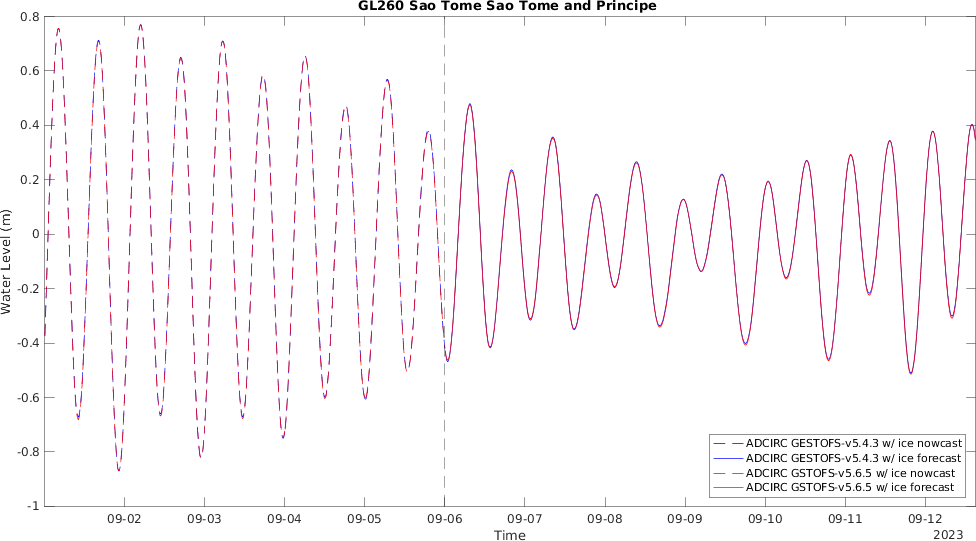 GL260 Sao Tome Sao Tome and Principe
Water Level (m)
0.8
0.6
0.4
0.2
0
-0.2
-0.4
-0.6
-0.8
-1
ADCIRC GESTOFS-v5.4.3 w/ ice nowcast
ADCIRC GESTOFS-v5.4.3 w/ ice forecast
ADCIRC GSTOFS-v5.6.5 w/ ice nowcast
ADCIRC GSTOFS-v5.6.5 w/ ice forecast
09-02 09-03 09-04 09-05 09-06 09-07 09-08 09-09 09-10 09-11 09-12
Time
2023